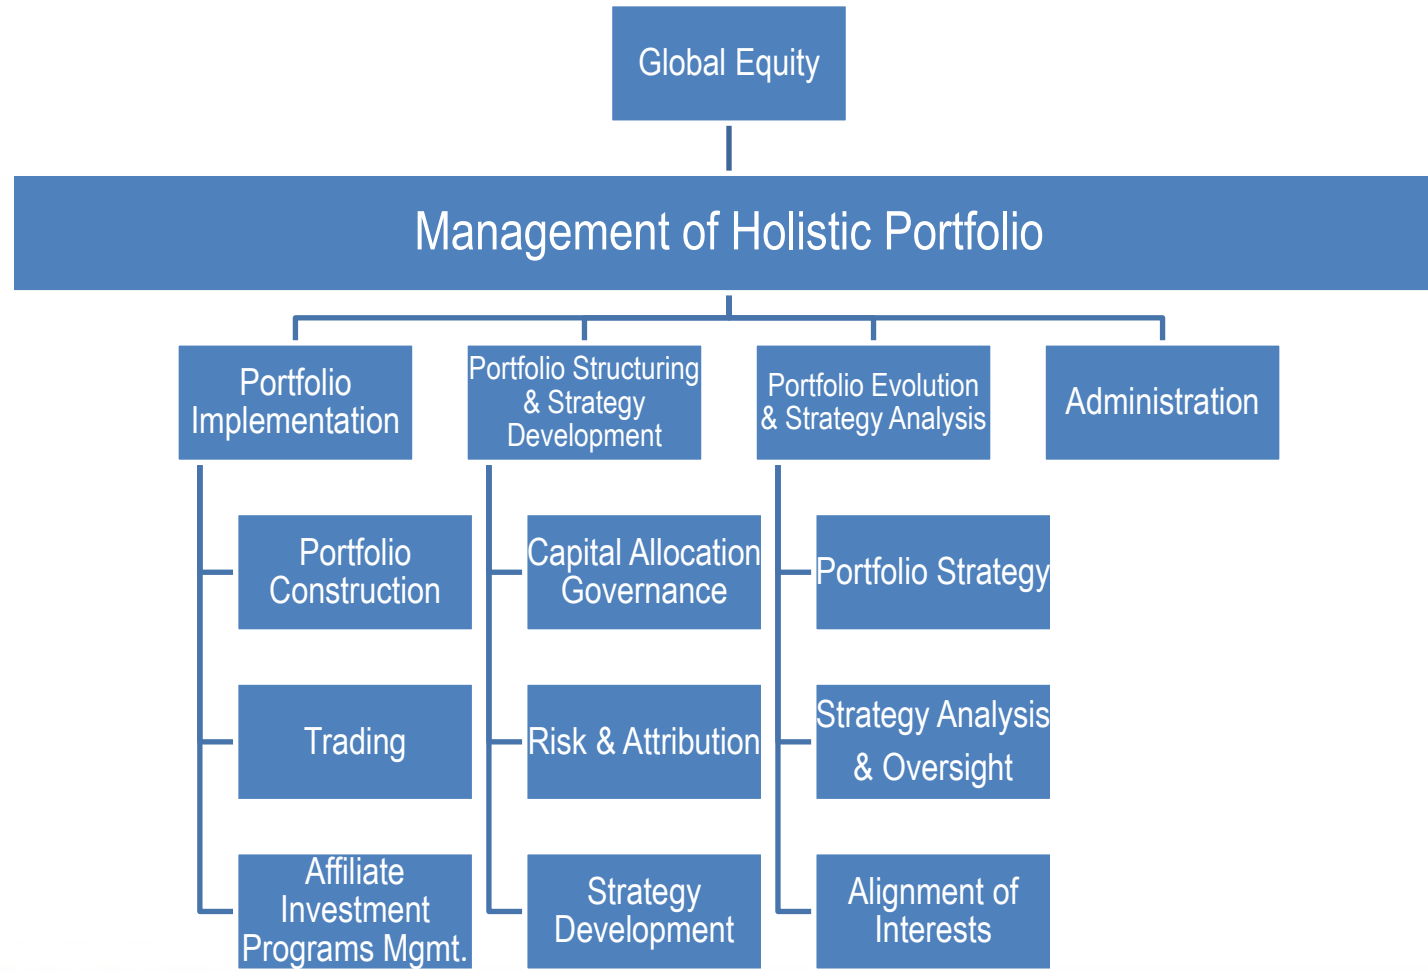 Global Equity
Management of Holistic Portfolio
Portfolio
Implementation
Portfolio Structuring
& Strategy
Development
Portfolio Evolution
& Strategy Analysis
Administration
Portfolio
Construction
Capital Allocation
Governance
Portfolio Strategy
Trading
Risk & Attribution
Strategy Analysis
& Oversight
Affiliate
Investment
Programs Mgmt.
Strategy
Development
Alignment of
Interests